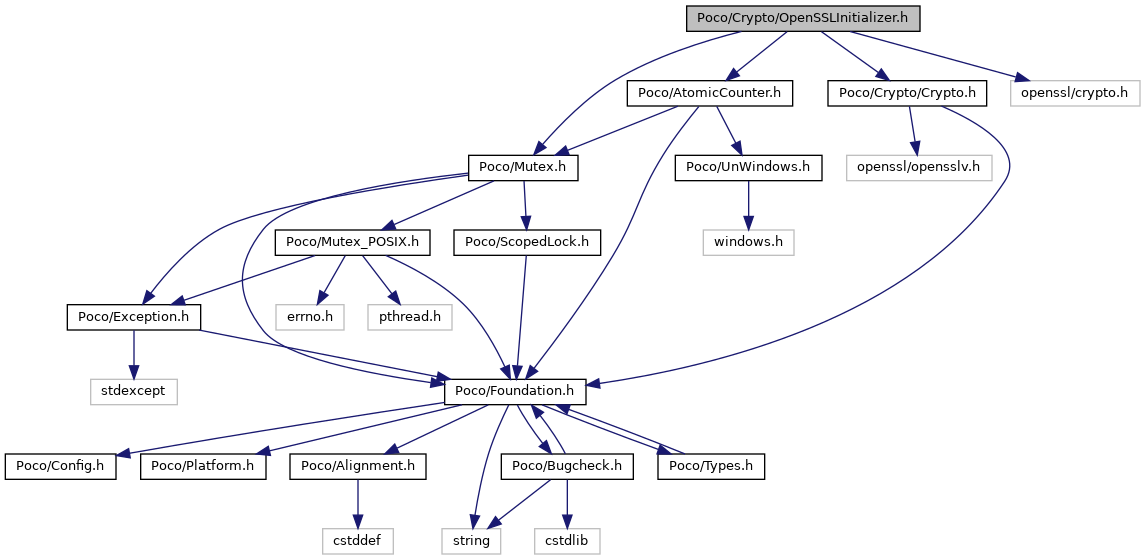 Poco/Crypto/OpenSSLInitializer.h
Poco/AtomicCounter.h
Poco/Crypto/Crypto.h
openssl/crypto.h
Poco/Mutex.h
Poco/UnWindows.h
openssl/opensslv.h
Poco/Mutex_POSIX.h
Poco/ScopedLock.h
windows.h
Poco/Exception.h
errno.h
pthread.h
stdexcept
Poco/Foundation.h
Poco/Config.h
Poco/Platform.h
Poco/Alignment.h
Poco/Bugcheck.h
Poco/Types.h
cstddef
string
cstdlib